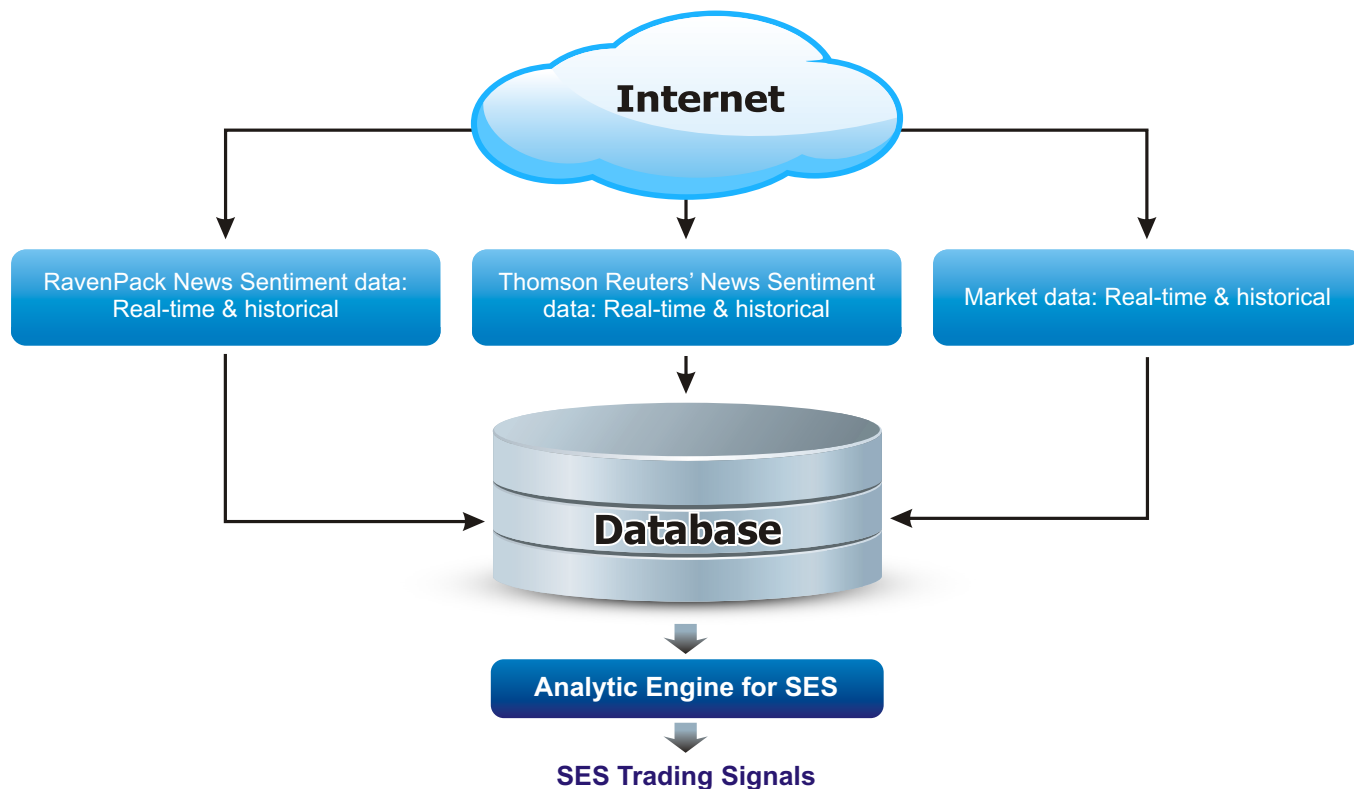 Internet
RavenPack News Sentiment data:
Real-time & historical
Thomson Reuters’ News Sentiment
data: Real-time & historical
Market data: Real-time & historical
Database
Analytic Engine for SES
SES Trading Signals